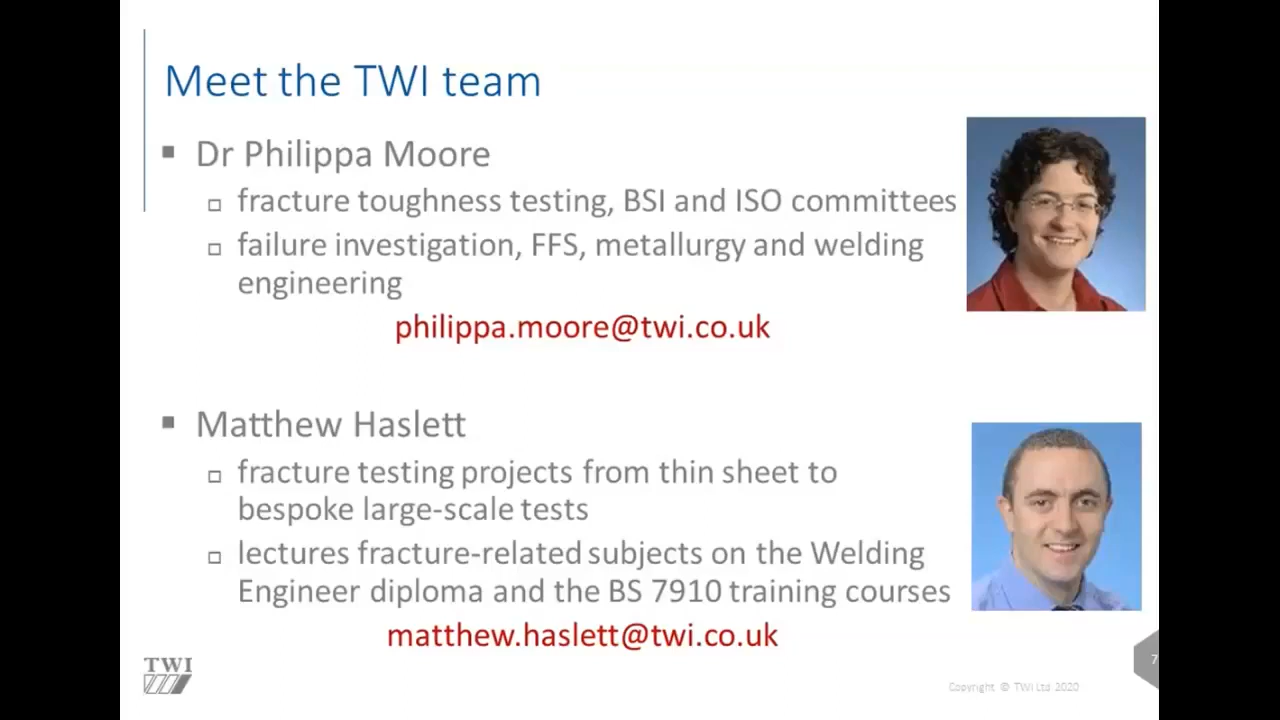 Meet the TWI team
Dr Philippa Moore
fracture toughness testing, BSI and ISO committees
failure investigation, FFS, metallurgy and welding
engineering
philippa.moore@twi.co.uk
Matthew Haslett
fracture testing projects from thin sheet to
bespoke large-scale tests
lectures fracture-related subjects on the Welding
Engineer diploma and the BS 7910 training courses
matthew.haslett@twi.co.uk
TWI
Copyright © TWI Ltd 2020
7